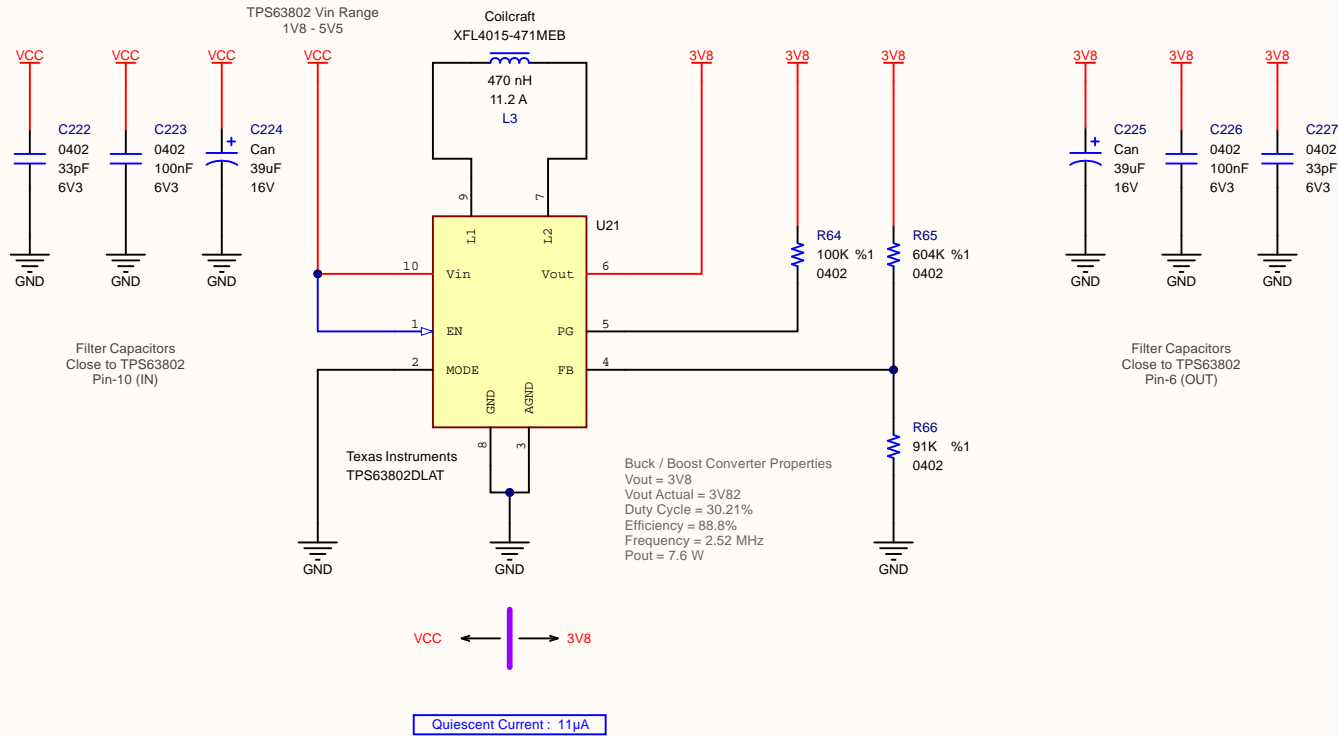 TPS63802 Vin Range
1V8 - 5V5
Coilcraft
XFL4015-471MEB
470 nH
11.2 A
L3
VCC
VCC
VCC
VCC
3V8
3V8
3V8
3V8
3V8
3V8
C222
0402
33pF
6V3
GND
C223
0402
100nF
6V3
GND
C224
+
Can
39uF
16V
GND
Filter Capacitors
Close to TPS63802
Pin-10 (IN)
9
7
U21
L1
L2
10
Vin
Vout
6
1
EN
PG
5
2
MODE
FB
4
GND
AGND
8
3
Texas Instruments
TPS63802DLAT
GND
GND
R64
100K %1
0402
R65
604K %1
0402
R66
91K %1
0402
GND
Buck / Boost Converter Properties
Vout = 3V8
Vout Actual = 3V82
Duty Cycle = 30.21%
Efficiency = 88.8%
Frequency = 2.52 MHz
Pout = 7.6 W
C225
+
Can
39uF
16V
GND
C226
0402
100nF
6V3
GND
C227
0402
33pF
6V3
GND
Filter Capacitors
Close to TPS63802
Pin-6 (OUT)
VCC
3V8
Quiescent Current : 11µA